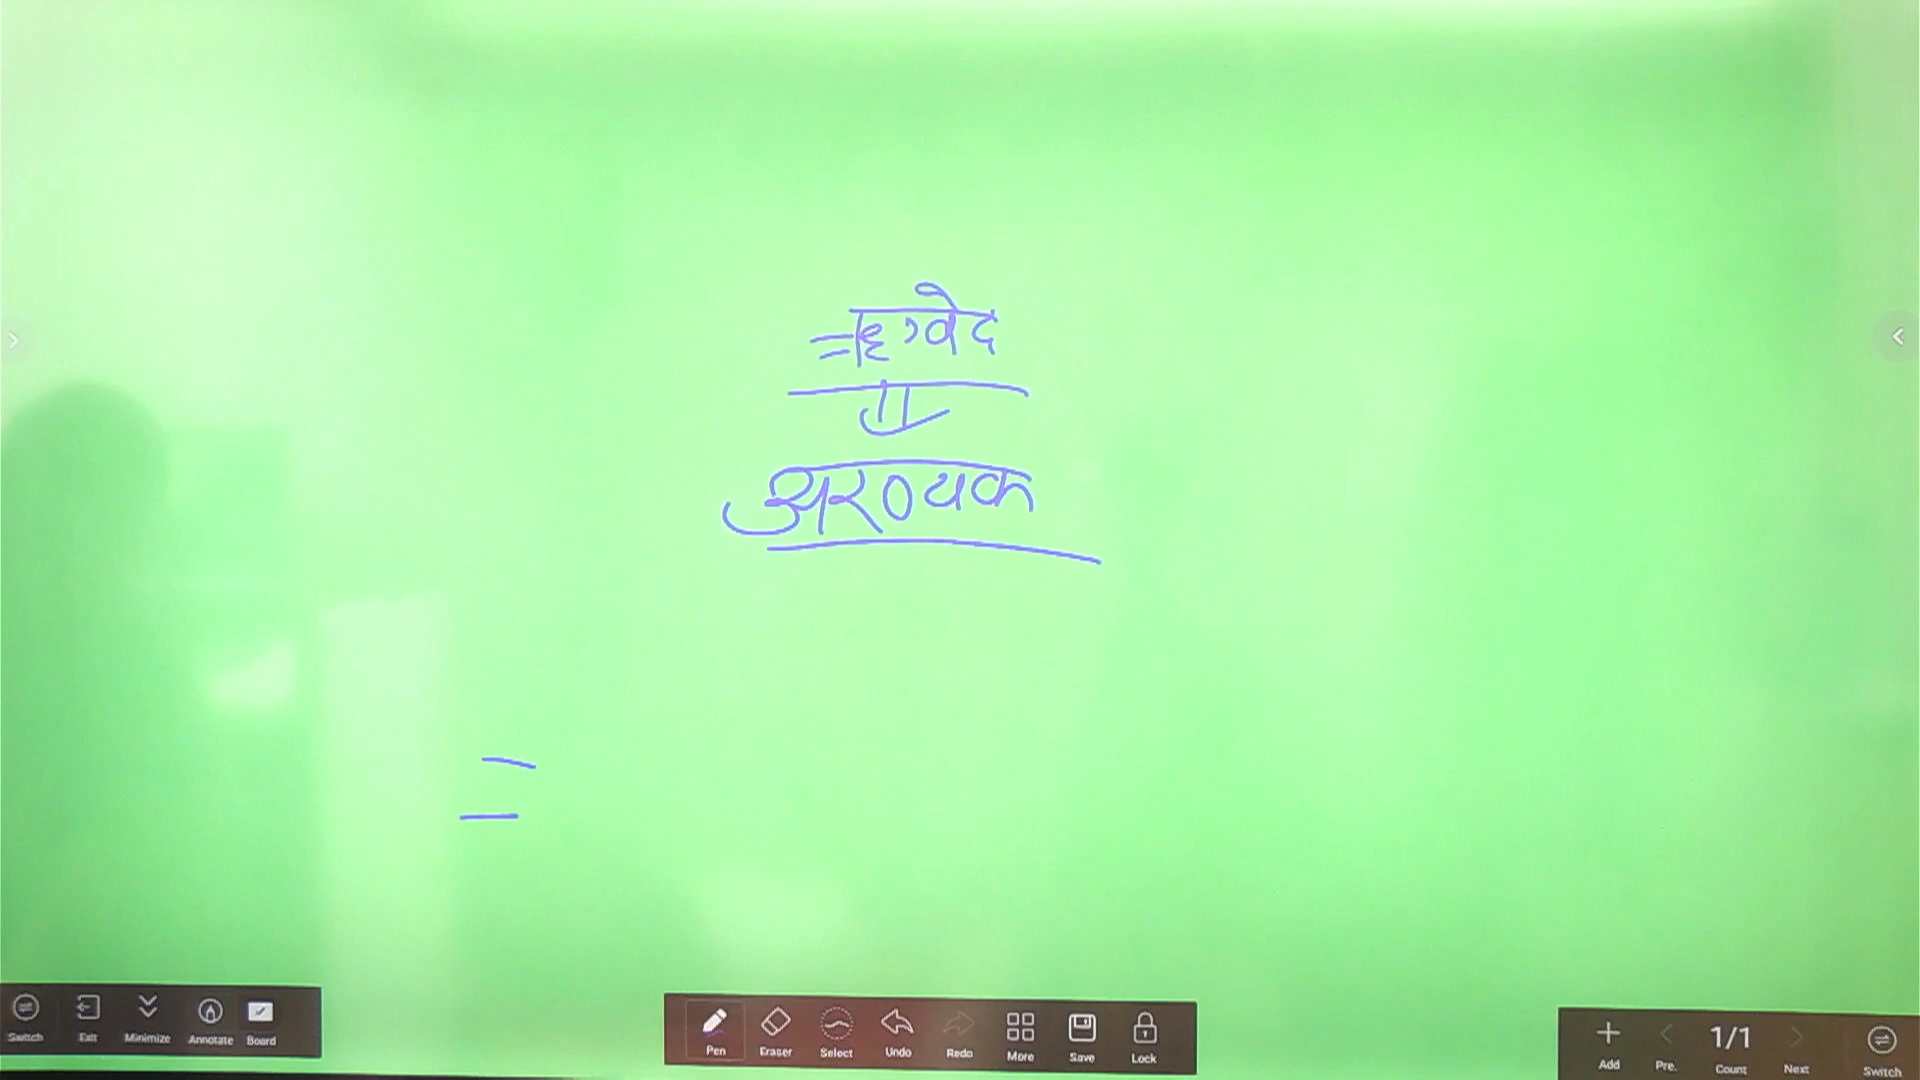 = ऋग्वेद
अरण्यक
=
Switch Exit Minimize Annotate Board
Pen Eraser Select Undo Redo More Save Lock
1/1
Add Pre. Count Next Switch